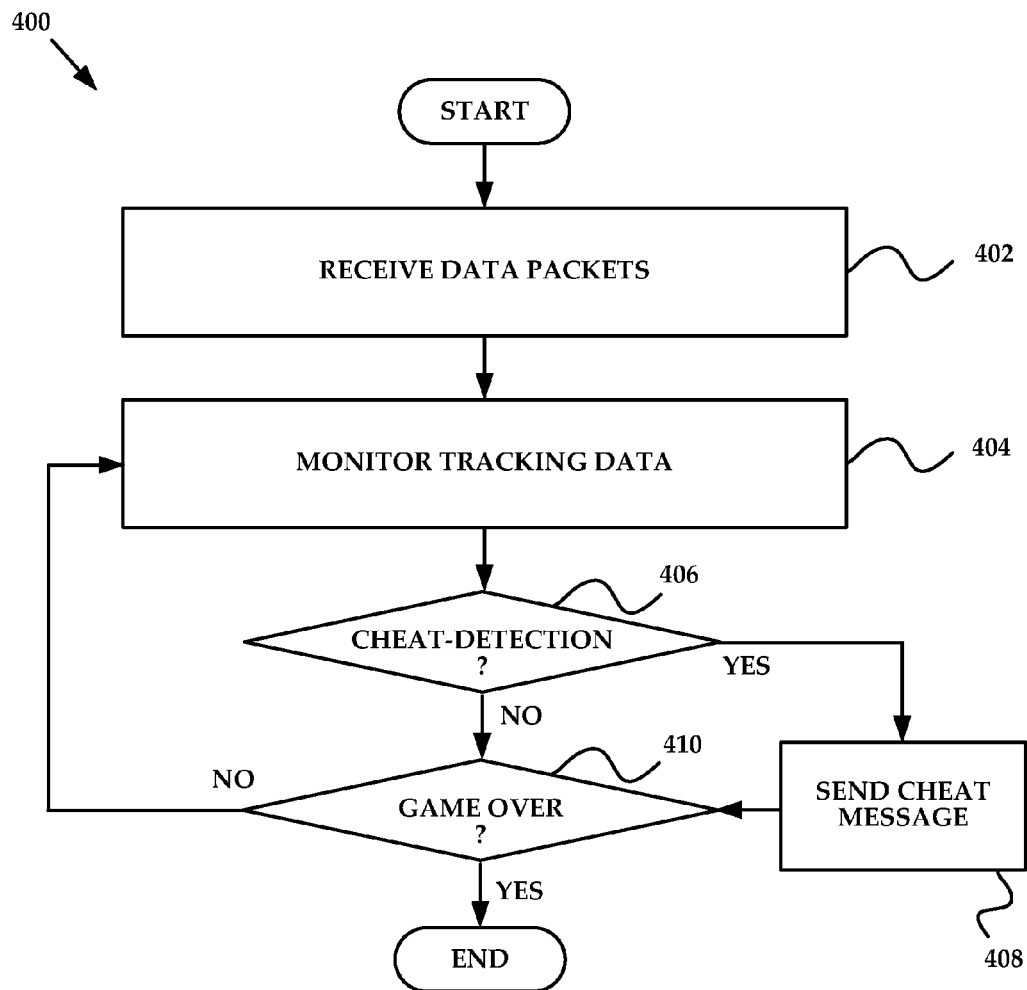 400
START
RECEIVE DATA PACKETS
402
MONITOR TRACKING DATA
404
406
CHEAT-DETECTION
?
YES
NO
410
NO
GAME OVER
?
SEND CHEAT
MESSAGE
YES
408
END